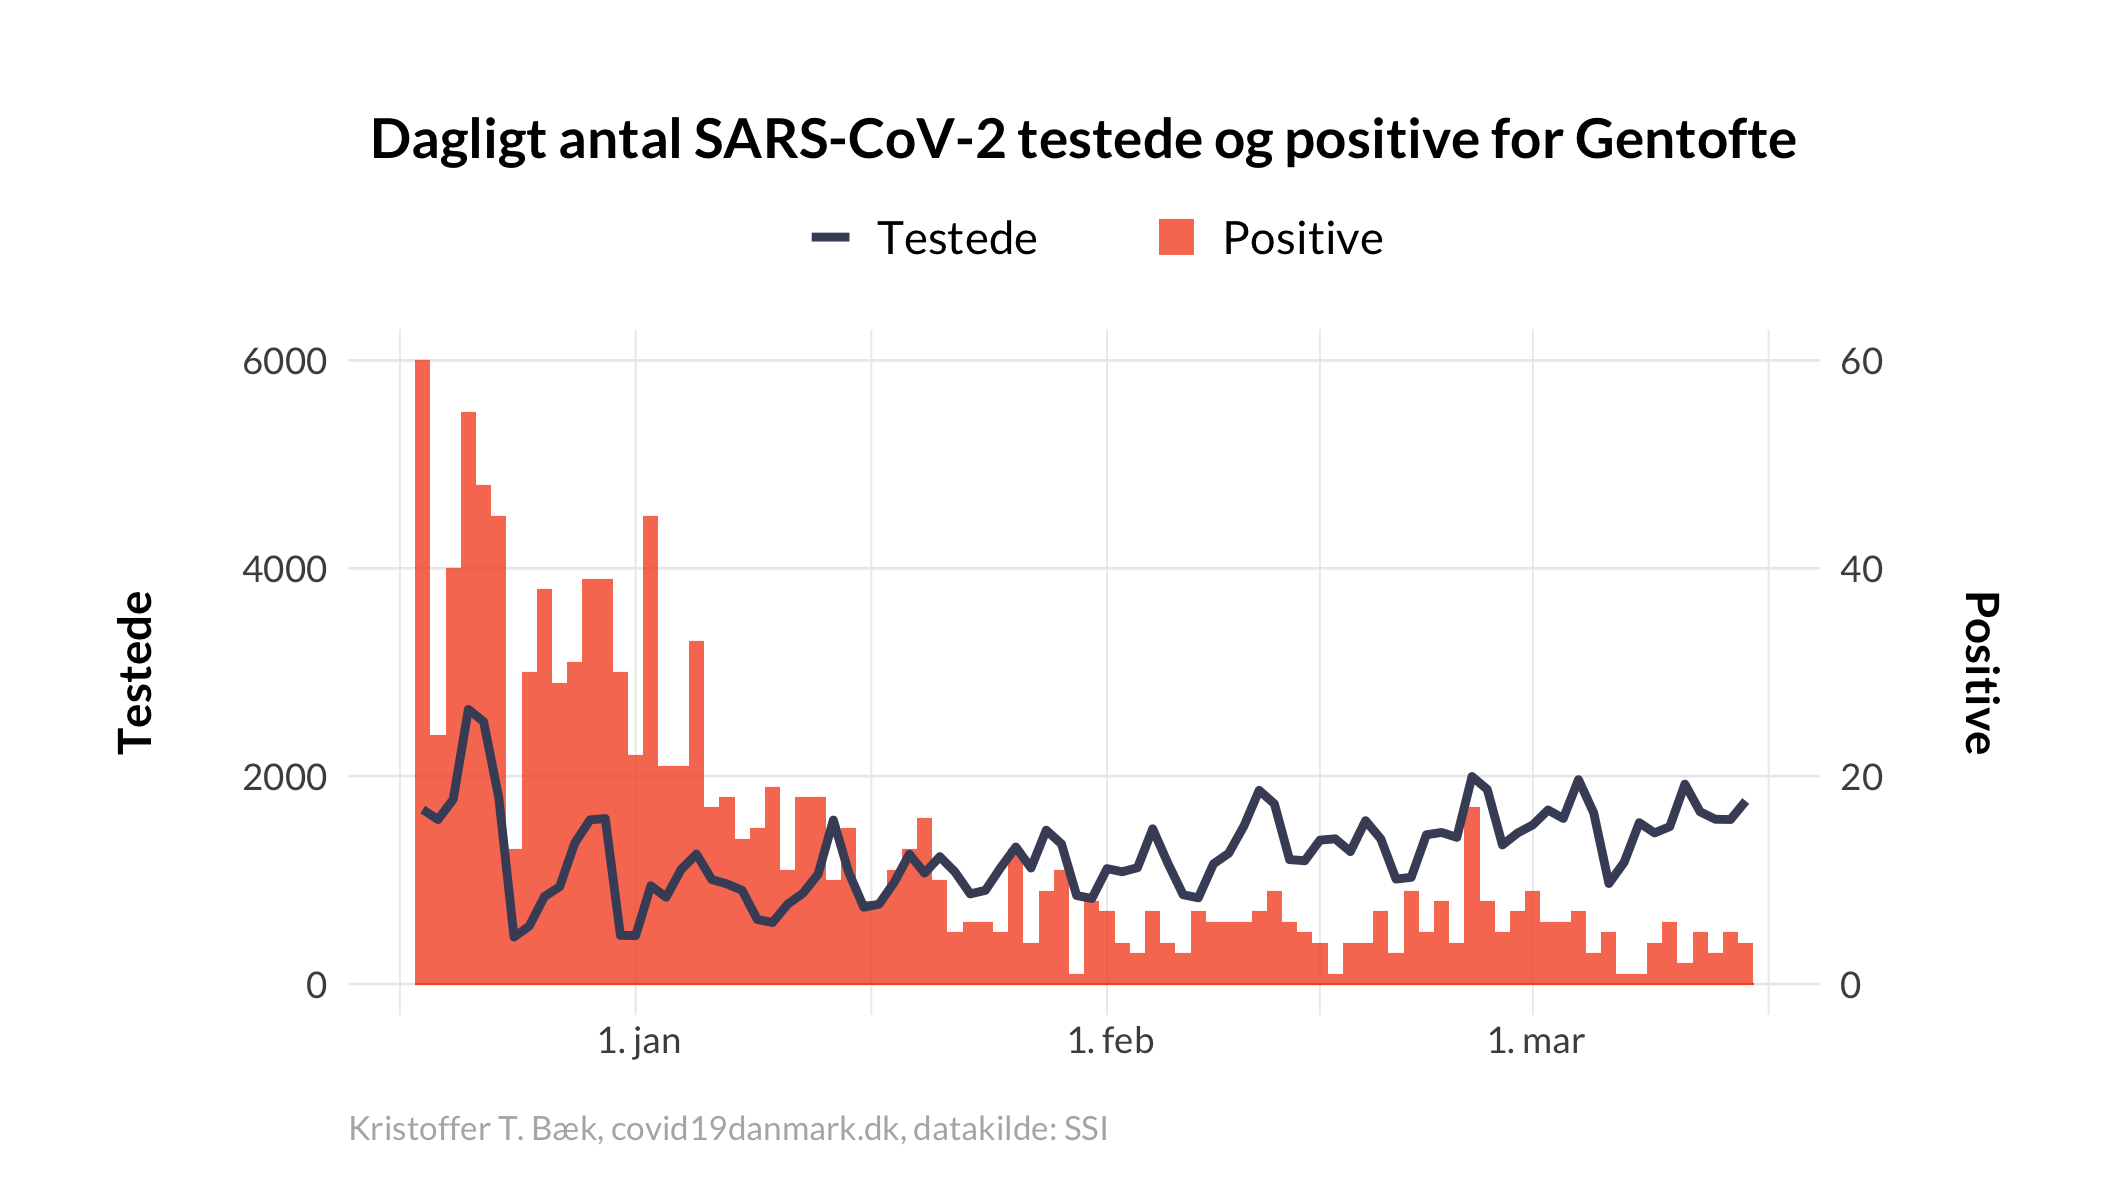 Dagligt antal SARS-CoV-2 testede og positive for Gentofte
Testede
Positive
6000
4000
2000
0
Testede
60
40
20
0
Positive
1. jan
1. feb
1. mar
Kristoffer T. Bæk, covid19danmark.dk, datakilde: SSI